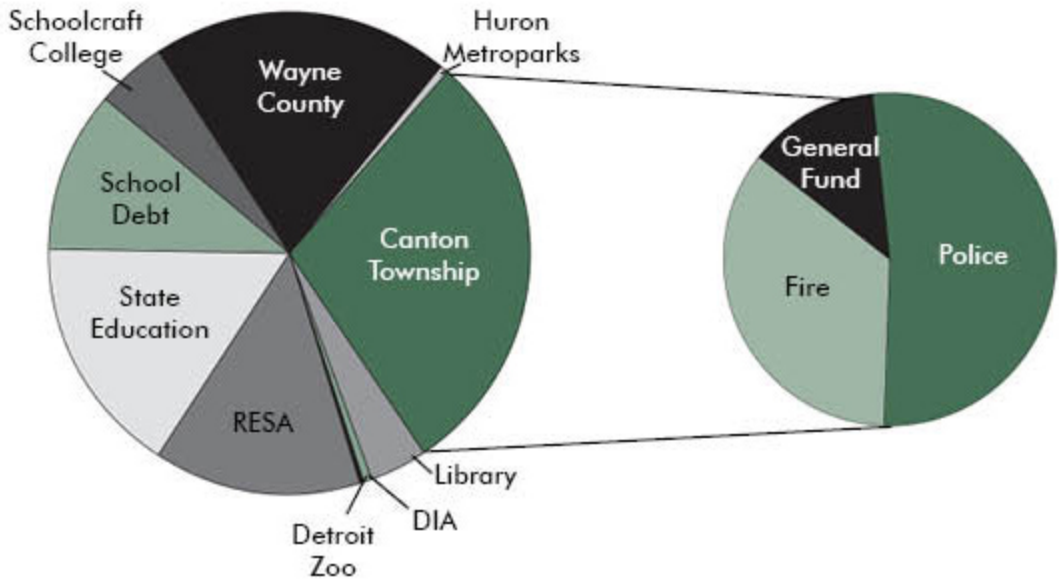 Schoolcraft
College
Wayne
County
Huron
Metroparks
School
Debt
Canton
Township
State
Education
RESA
Library
DIA
Detroit
Zoo
General
Fund
Police
Fire